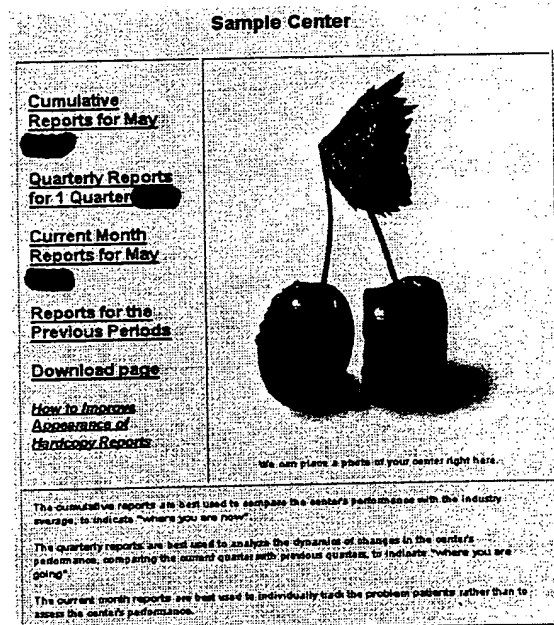 Sample Center
Cumulative
Reports for May
Quarterly Reports
for 1 Quarter
Current Month
Reports for May
Reports for the
Previous Periods
Download page
How to Improve
Appearance of
Hardcopy Reports
We can place a photo of your center right here.
The cumulative reports are best used to compare the center's performance with the industry
average, to indicate "where you are now".
The quarterly reports are best used to analyze the dynamics of changes in the center's
performance, comparing the current quarter with previous quarters, to indicate "where you are
going".
The current month reports are best used to individually track the problem patients rather than to
assess the center's performance.